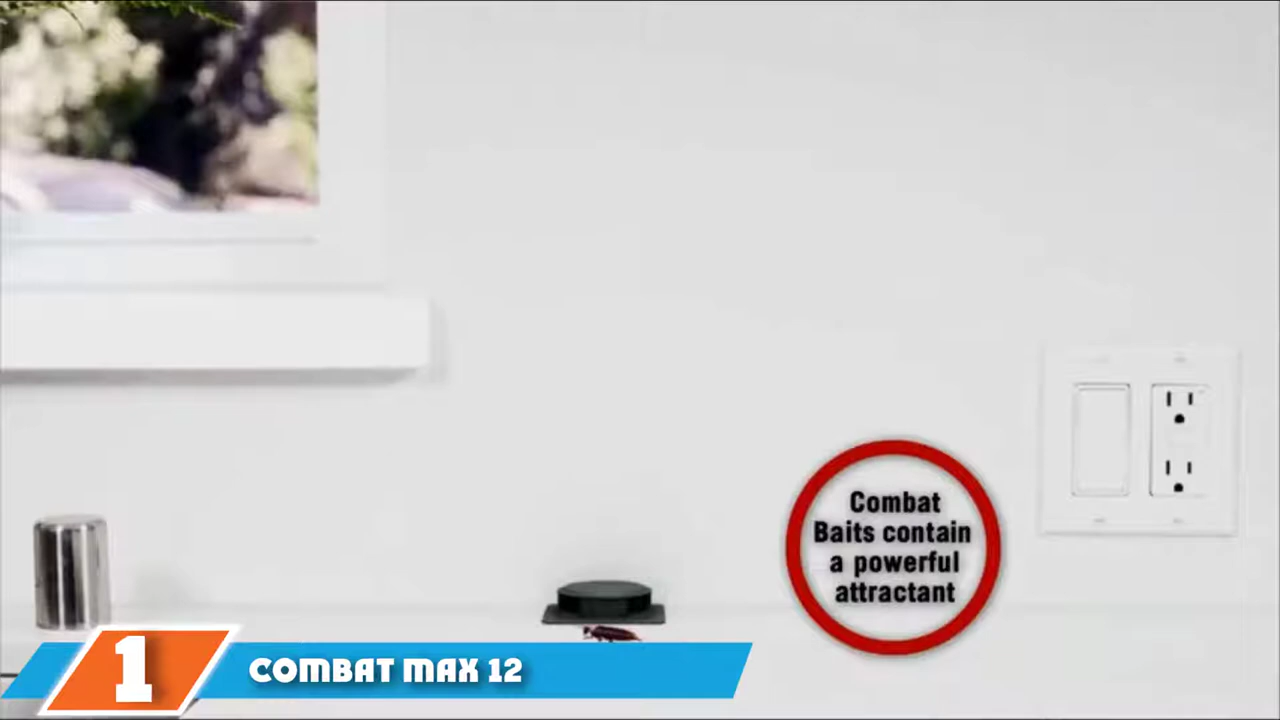 Combat
Baits contain
a powerful
attractant
1
COMBAT MAX 12